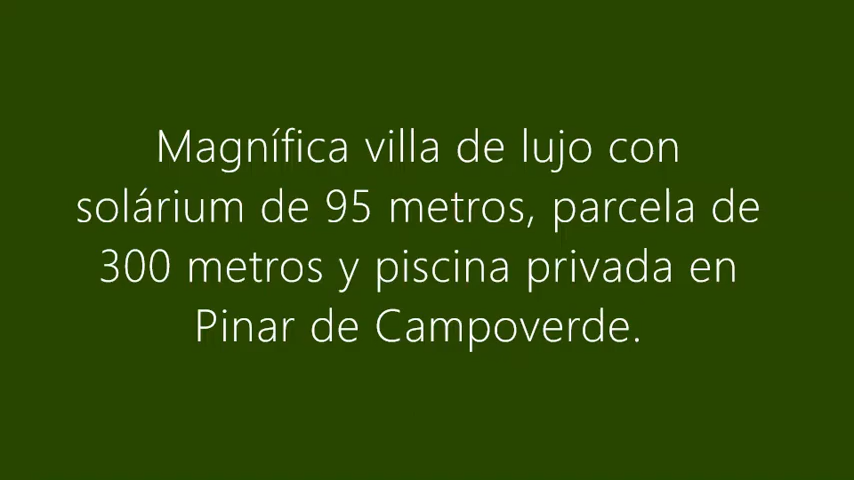 Magnífica villa de lujo con
solárium de 95 metros, parcela de
300 metros y piscina privada en
Pinar de Campoverde.